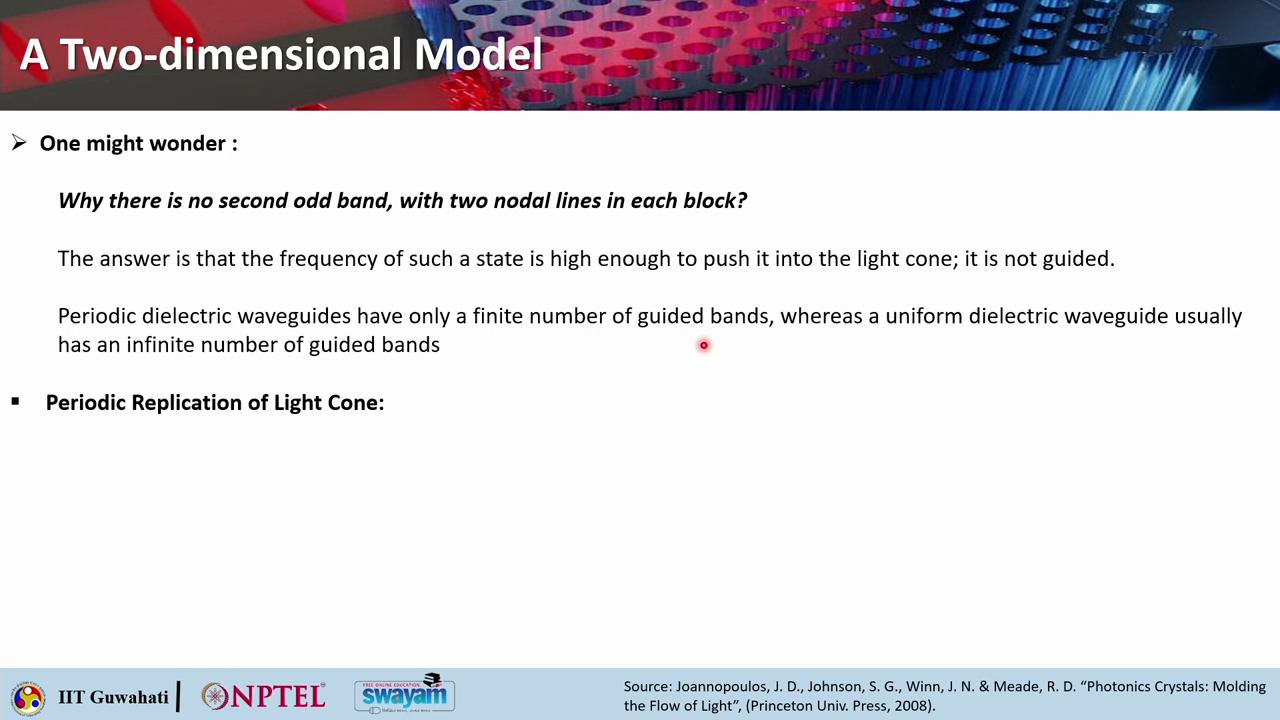 A Two-dimensional Model
➢ One might wonder :
Why there is no second odd band, with two nodal lines in each block?
The answer is that the frequency of such a state is high enough to push it into the light cone; it is not guided.
Periodic dielectric waveguides have only a finite number of guided bands, whereas a uniform dielectric waveguide usually
has an infinite number of guided bands
▪ Periodic Replication of Light Cone:
IIT Guwahati
NPTEL
FREE ONLINE EDUCATION
swayam
Source: Joannopoulos, J. D., Johnson, S. G., Winn, J. N. & Meade, R. D. “Photonics Crystals: Molding
the Flow of Light”, (Princeton Univ. Press, 2008).